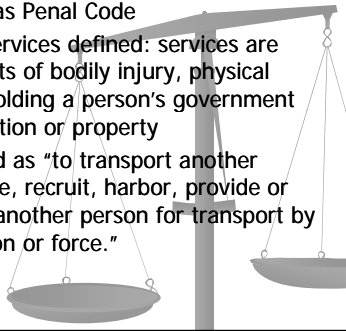 as Penal Code
ervices defined: services are
ts of bodily injury, physical
olding a person's government
tion or property
d as “to transport another
e, recruit, harbor, provide or
another person for transport by
on or force.”